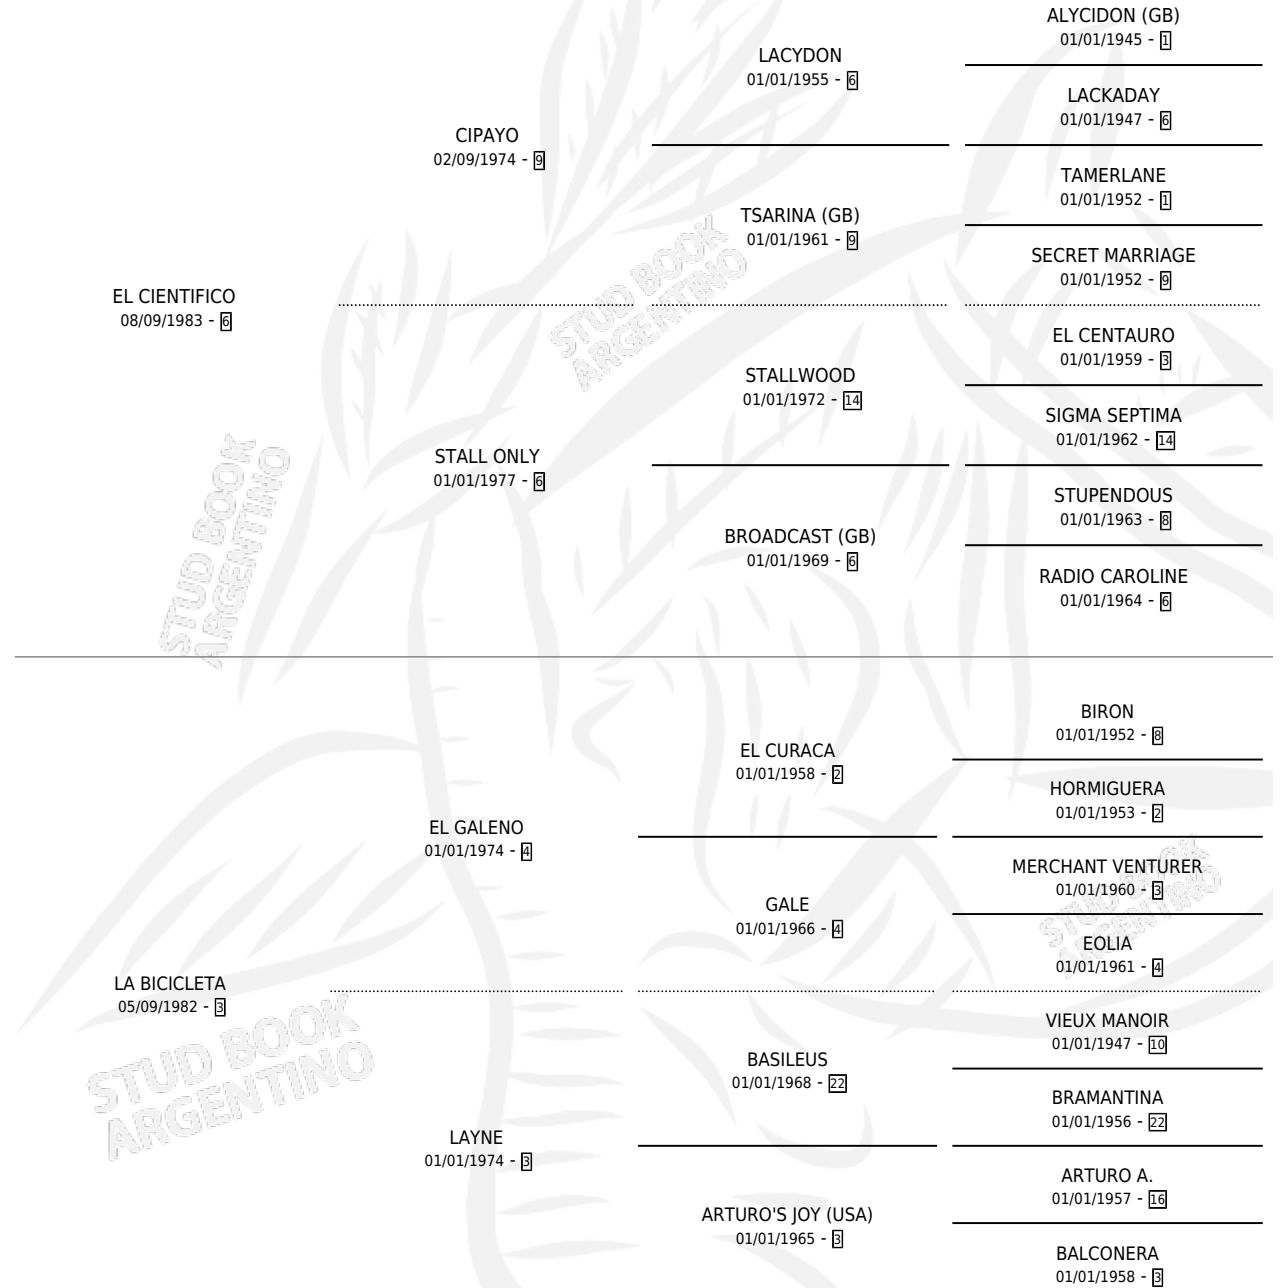 ALYCIDON (GB)
01/01/1945 - 1
LACYDON
01/01/1955 - 6
LACKADAY
01/01/1947 - 6
CIPAYO
02/09/1974 - 9
TAMERLANE
01/01/1952 - 1
TSARINA (GB)
01/01/1961 - 9
SECRET MARRIAGE
01/01/1952 - 9
EL CIENTIFICO
08/09/1983 - 6
EL CENTAURO
01/01/1959 - 3
STALLWOOD
01/01/1972 - 14
SIGMA SEPTIMA
01/01/1962 - 14
STALL ONLY
01/01/1977 - 6
STUPENDOUS
01/01/1963 - 8
BROADCAST (GB)
01/01/1969 - 6
RADIO CAROLINE
01/01/1964 - 6
BIRON
01/01/1952 - 8
EL CURACA
01/01/1958 - 2
HORMIGUERA
01/01/1953 - 2
EL GALENO
01/01/1974 - 4
MERCHANT VENTURER
01/01/1960 - 3
GALE
01/01/1966 - 4
EOLIA
01/01/1961 - 4
LA BICICLETA
05/09/1982 - 3
VIEUX MANOIR
01/01/1947 - 10
BASILEUS
01/01/1968 - 22
BRAMANTINA
01/01/1956 - 22
LAYNE
01/01/1974 - 3
ARTURO A.
01/01/1957 - 16
ARTURO'S JOY (USA)
01/01/1965 - 3
BALCONERA
01/01/1958 - 3
STUD BOOK
ARGENTINO
STUD BOOK
ARGENTINO
STUD BOOK
ARGENTINO
STUD BOOK
ARGENTINO